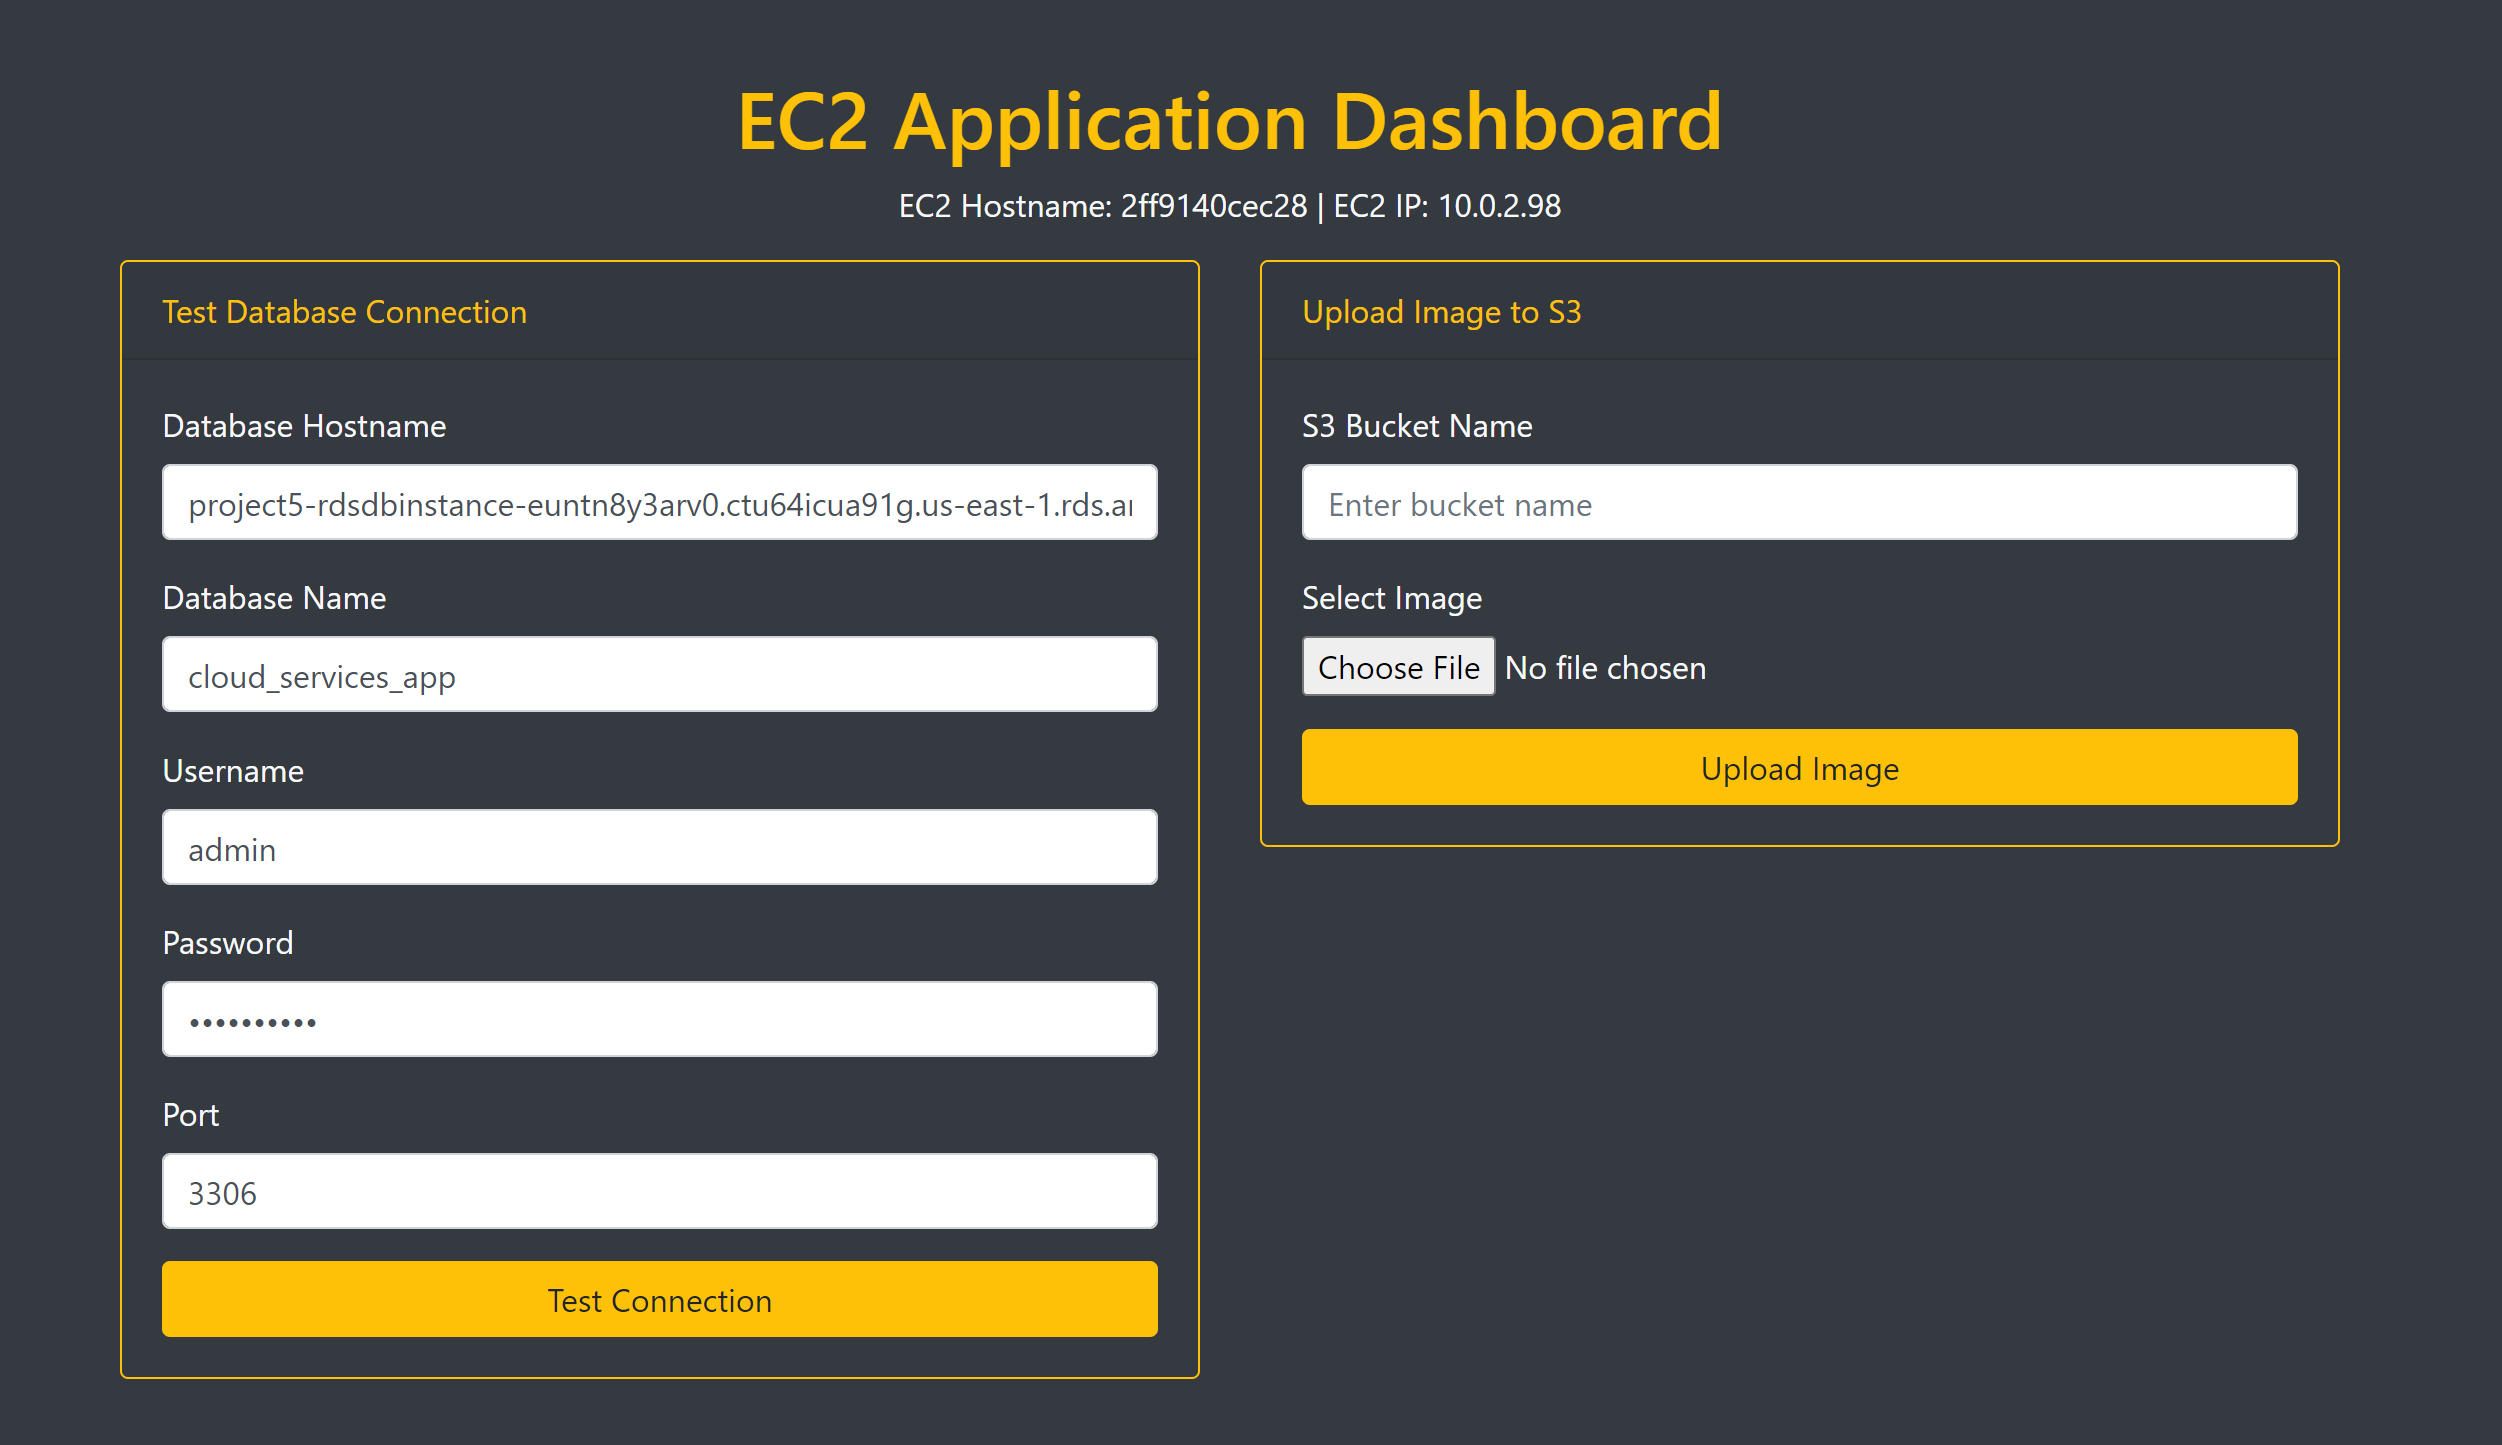 EC2 Application Dashboard
EC2 Hostname: 2ff9140cec28 | EC2 IP: 10.0.2.98
Test Database Connection
Database Hostname
project5-rdsdbinstance-euntn8y3arv0.ctu64icua91g.us-east-1.rds.ar
Database Name
cloud_services_app
Username
admin
Password
••••••••••
Port
3306
Test Connection
Upload Image to S3
S3 Bucket Name
Enter bucket name
Select Image
Choose File No file chosen
Upload Image